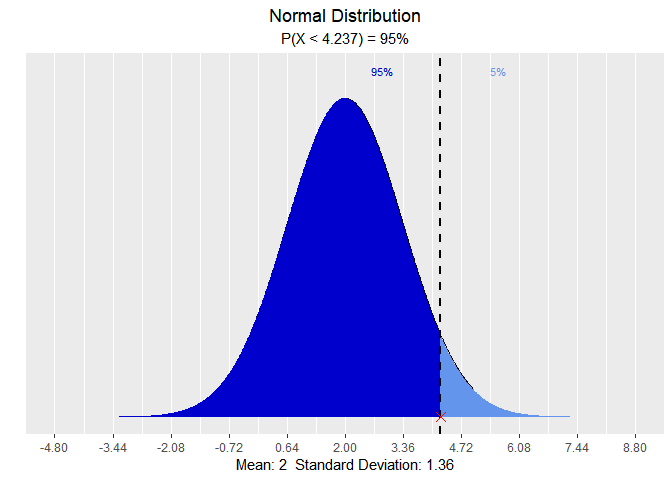 Normal Distribution
P(X < 4.237) = 95%
95% 5%
-4.80 -3.44 -2.08 -0.72 0.64 2.00 3.36 4.72 6.08 7.44 8.80
Mean: 2 Standard Deviation: 1.36